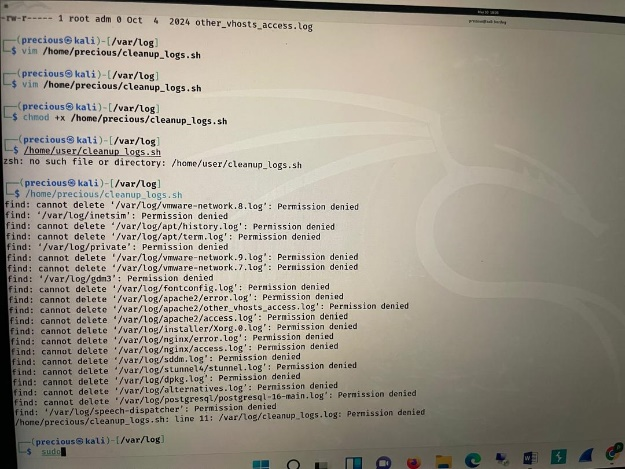 -rw-r----- 1 root adm 0 Oct  4  2024 other_vhosts_access.log
┌──(precious㉿kali)-[/var/log]
└─$ vim /home/precious/cleanup_logs.sh
┌──(precious㉿kali)-[/var/log]
└─$ vim /home/precious/cleanup_logs.sh
┌──(precious㉿kali)-[/var/log]
└─$ chmod +x /home/precious/cleanup_logs.sh
┌──(precious㉿kali)-[/var/log]
└─$ /home/user/cleanup_logs.sh
zsh: no such file or directory: /home/user/cleanup_logs.sh
┌──(precious㉿kali)-[/var/log]
└─$ /home/precious/cleanup_logs.sh
find: cannot delete '/var/log/vmware-network.8.log': Permission denied
find: '/var/log/inetsim': Permission denied
find: cannot delete '/var/log/apt/history.log': Permission denied
find: cannot delete '/var/log/apt/term.log': Permission denied
find: '/var/log/private': Permission denied
find: cannot delete '/var/log/vmware-network.9.log': Permission denied
find: cannot delete '/var/log/vmware-network.7.log': Permission denied
find: '/var/log/gdm3': Permission denied
find: cannot delete '/var/log/fontconfig.log': Permission denied
find: cannot delete '/var/log/apache2/error.log': Permission denied
find: cannot delete '/var/log/apache2/other_vhosts_access.log': Permission denied
find: cannot delete '/var/log/apache2/access.log': Permission denied
find: cannot delete '/var/log/installer/Xorg.0.log': Permission denied
find: cannot delete '/var/log/nginx/error.log': Permission denied
find: cannot delete '/var/log/nginx/access.log': Permission denied
find: cannot delete '/var/log/sddm.log': Permission denied
find: cannot delete '/var/log/stunnel4/stunnel.log': Permission denied
find: cannot delete '/var/log/dpkg.log': Permission denied
find: cannot delete '/var/log/alternatives.log': Permission denied
find: cannot delete '/var/log/postgresql/postgresql-16-main.log': Permission denied
find: '/var/log/speech-dispatcher': Permission denied
/home/precious/cleanup_logs.sh: line 11: /var/log/cleanup_logs.log: Permission denied
┌──(precious㉿kali)-[/var/log]
└─$ sudo